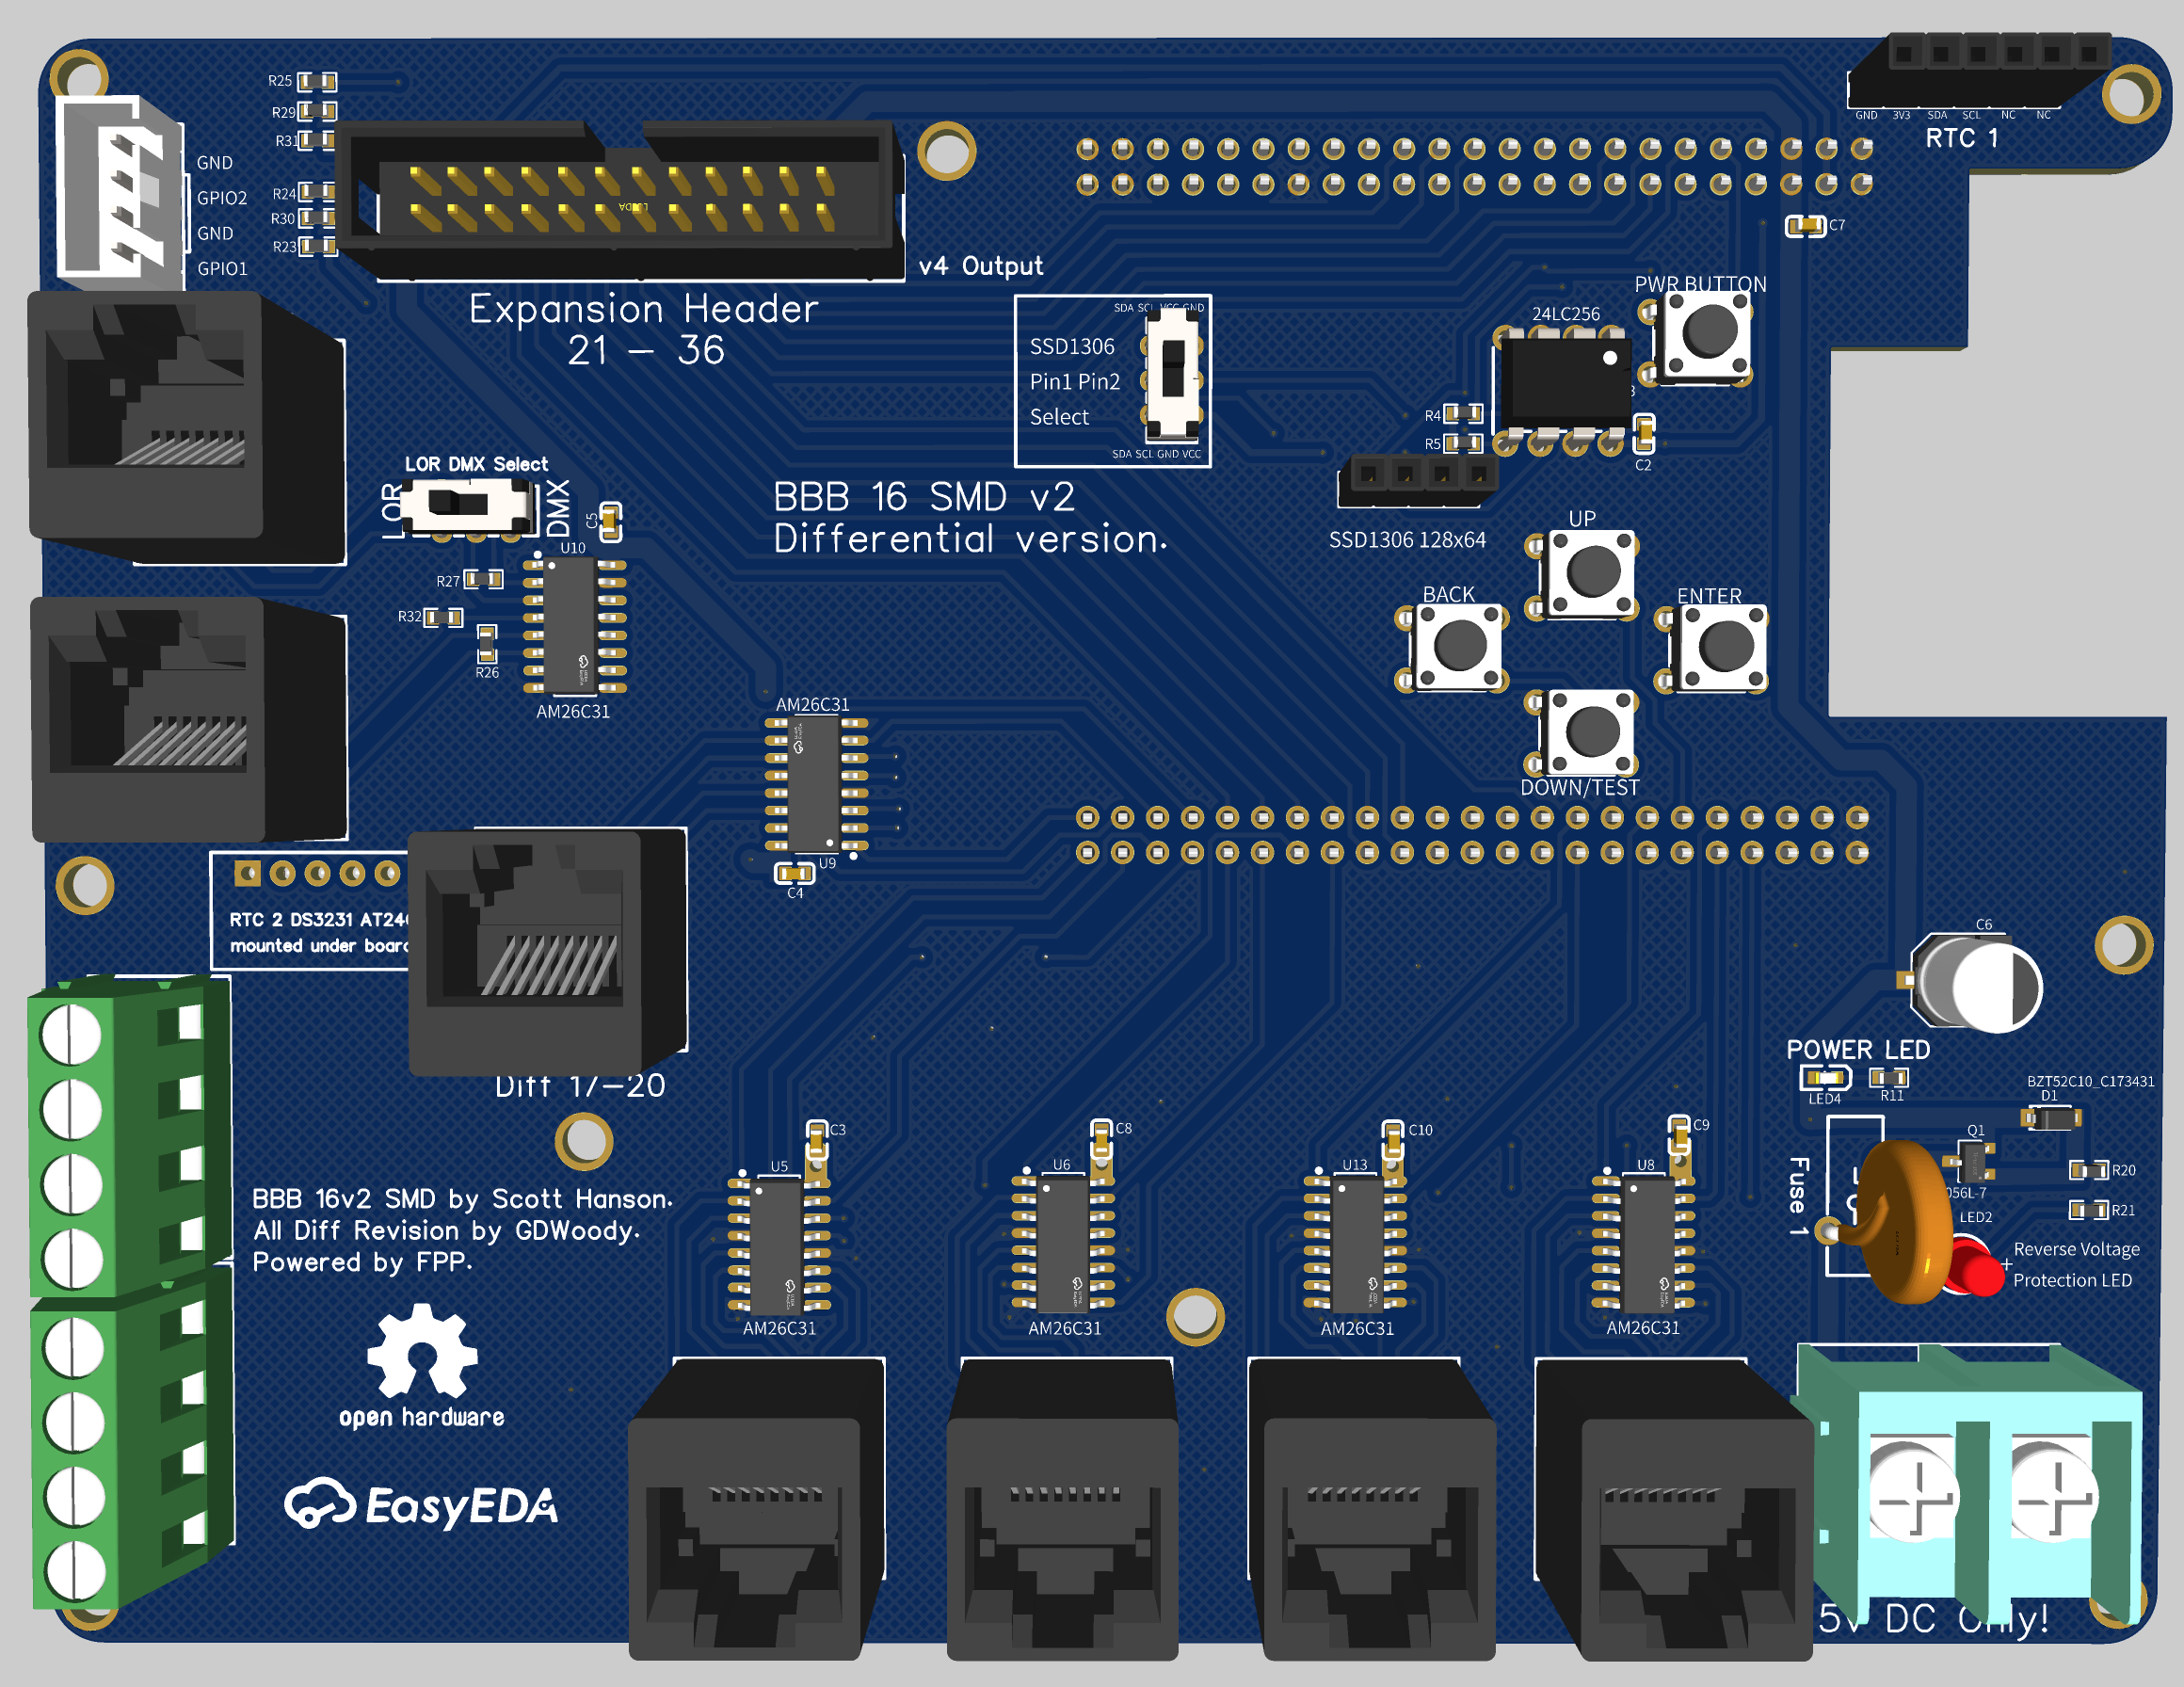 R25
R29
R31
R24
R30
R23
GND
GPIO2
GND
GPIO1
GND 3V3 SDA SCL NC NC
RTC 1
C7
v4 Output
Expansion Header
21 - 36
SDA SCL VCC GND
SSD1306
Pin1 Pin2
Select
SDA SCL GND VCC
PWR BUTTON
24LC256
R4
R5
C2
LOR DMX Select
LOR
DMX
C5
U10
R27
R32
R26
AM26C31
BBB 16 SMD v2
Differential version.
SSD1306 128x64
UP
BACK
ENTER
DOWN/TEST
AM26C31
U9
C4
RTC 2 DS3231
mounted under
Diff 17-20
C6
POWER LED
LED4
R11
BZT52C10_C173431
D1
Q1
R20
056L-7
R21
LED2
Fuse 1
+
Reverse Voltage
Protection LED
C3
C8
C10
C9
U5
U6
U13
U8
AM26C31
AM26C31
AM26C31
AM26C31
BBB 16v2 SMD by Scott Hanson.
All Diff Revision by GDWoody.
Powered by FPP.
open hardware
EasyEDA
5V DC Only!